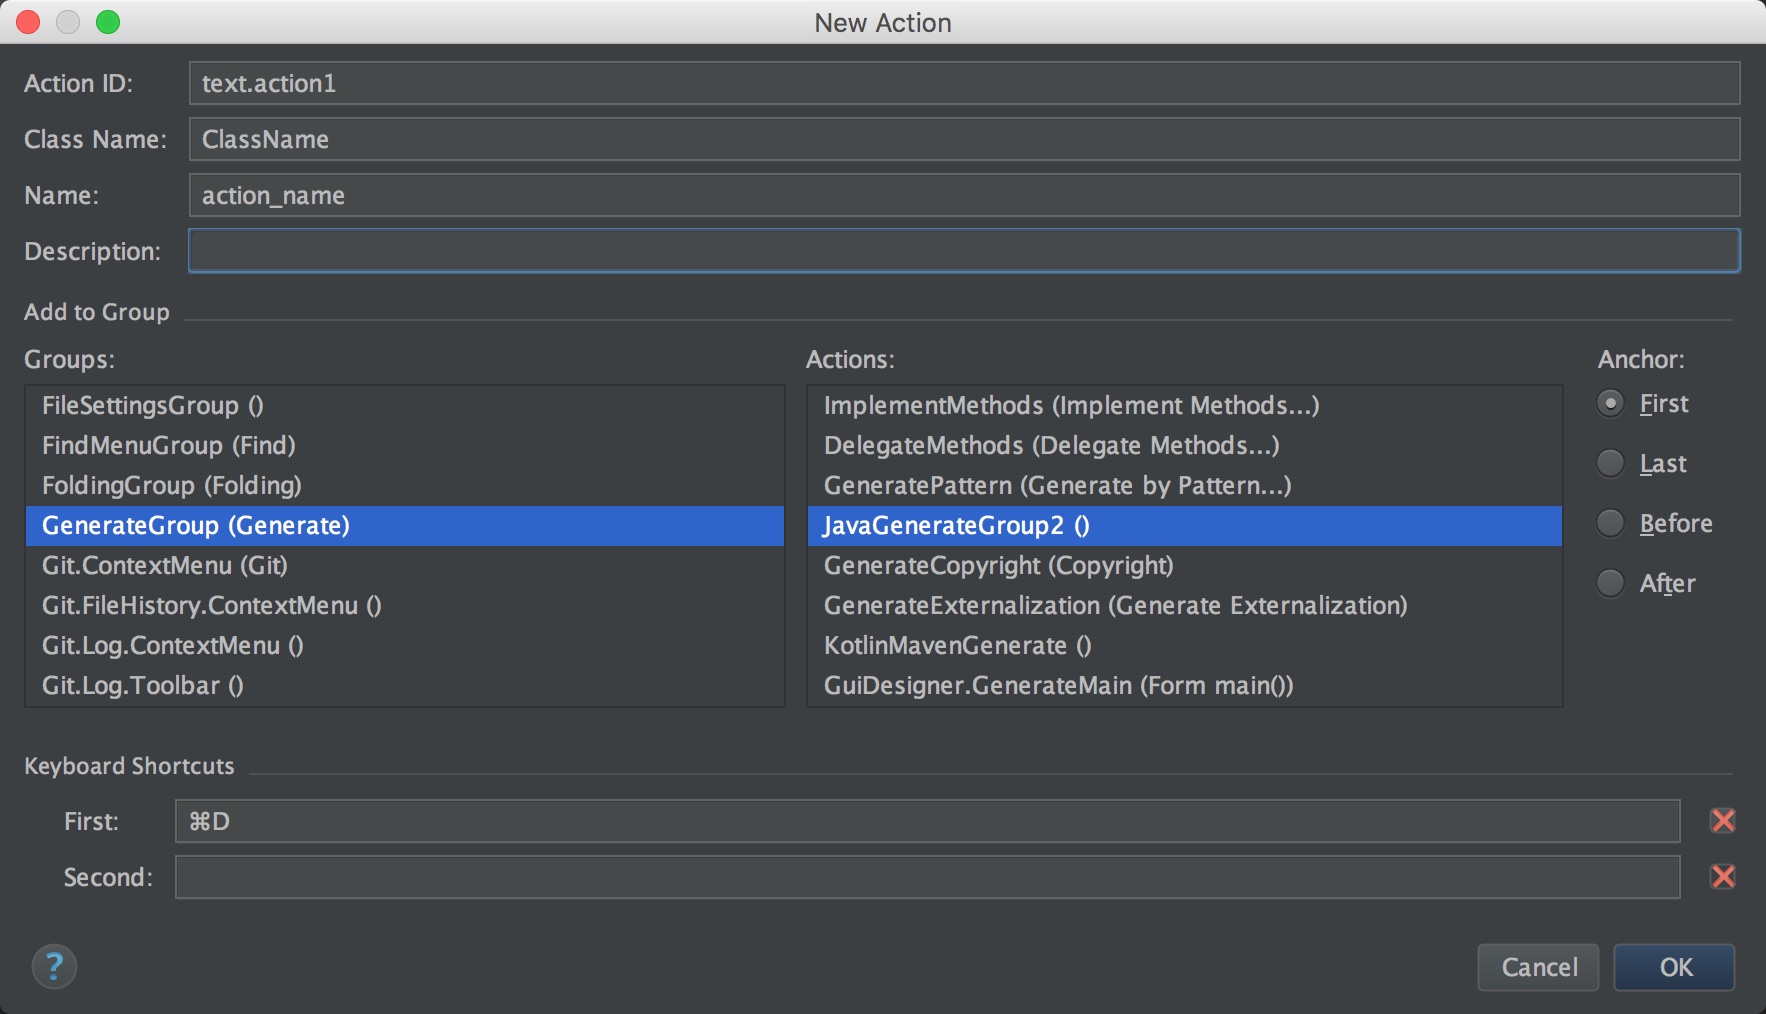 New Action
Action ID: text.action1
Class Name: ClassName
Name: action_name
Description:
Add to Group
Groups:
FileSettingsGroup ()
FindMenuGroup (Find)
FoldingGroup (Folding)
GenerateGroup (Generate)
Git.ContextMenu (Git)
Git.FileHistory.ContextMenu ()
Git.Log.ContextMenu ()
Git.Log.Toolbar ()
Actions:
ImplementMethods (Implement Methods...)
DelegateMethods (Delegate Methods...)
GeneratePattern (Generate by Pattern...)
JavaGenerateGroup2 ()
GenerateCopyright (Copyright)
GenerateExternalization (Generate Externalization)
KotlinMavenGenerate ()
GuiDesigner.GenerateMain (Form main())
Anchor:
First
Last
Before
After
Keyboard Shortcuts
First: ⌘D
Second:
?
Cancel
OK